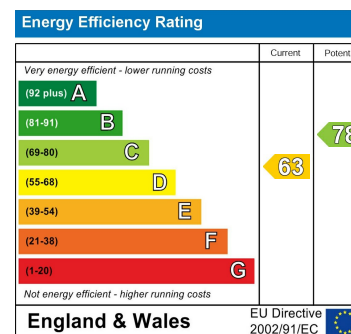 Energy Efficiency Rating
Current
Very energy efficient - lower running costs
(92 plus) A
(81-91) B
(69-80) C
(55-68) D
(39-54) E
(21-38) F
(1-20) G
63
78
Not energy efficient - higher running costs
England & Wales
EU Directive
2002/91/EC